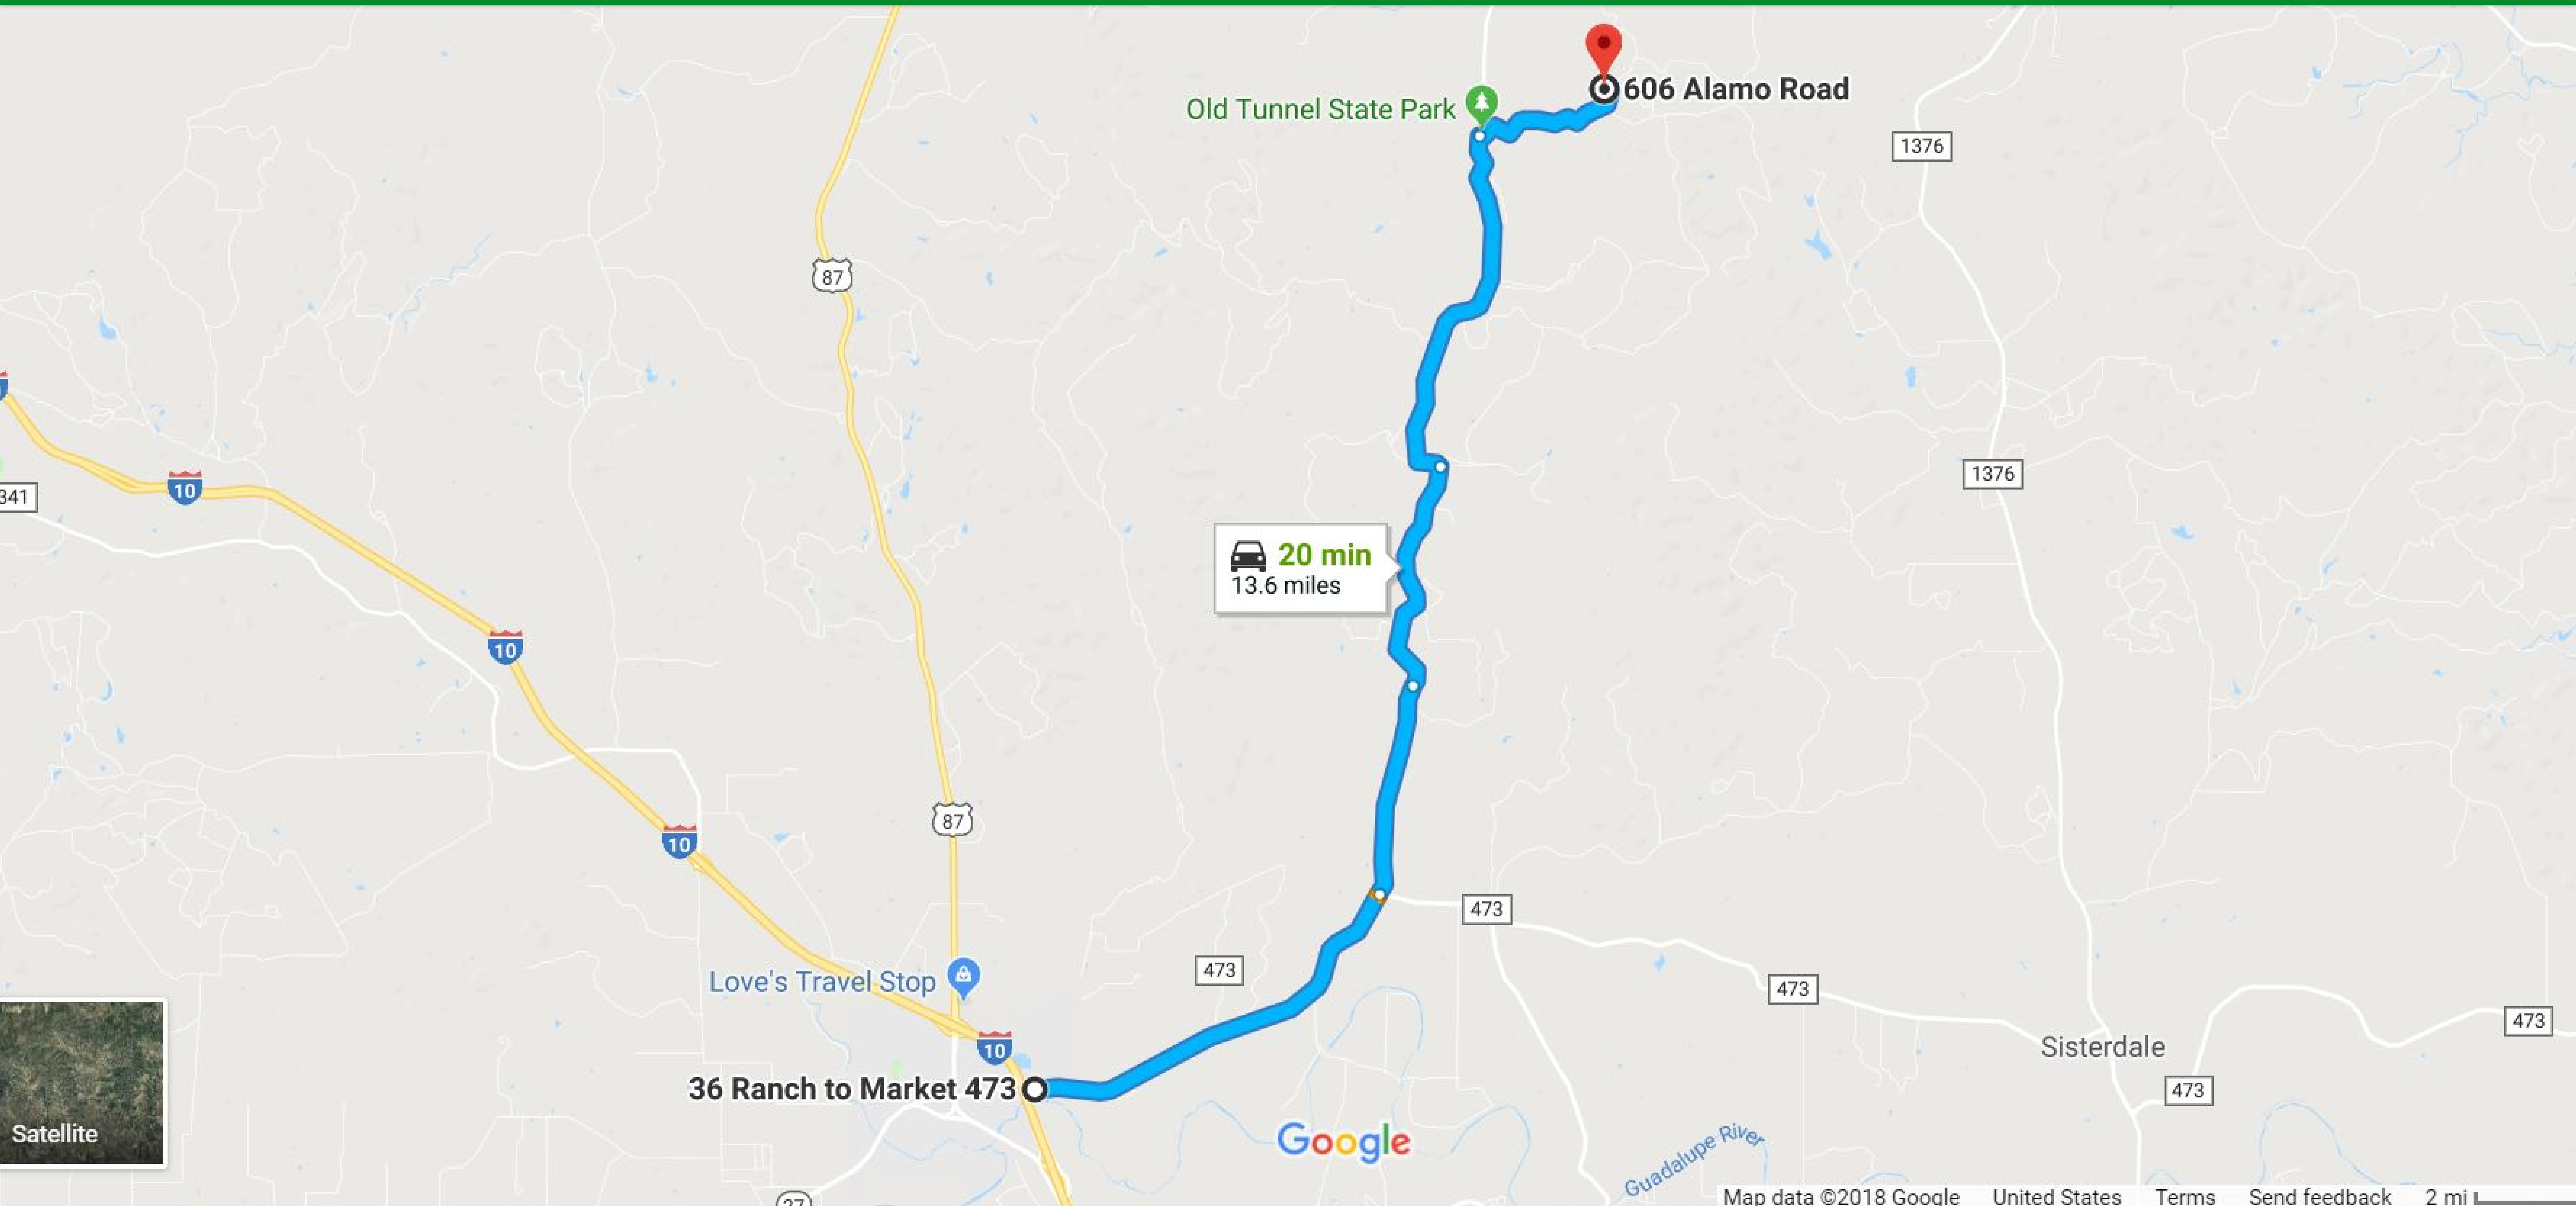 606 Alamo Road
Old Tunnel State Park
1376
87
1376
10
341
20 min
13.6 miles
10
87
10
473
473
Love's Travel Stop
473
473
Sisterdale
10
36 Ranch to Market 473
473
Satellite
Google
Guadalupe River
27
Map data ©2018 Google United States Terms Send feedback 2 mi